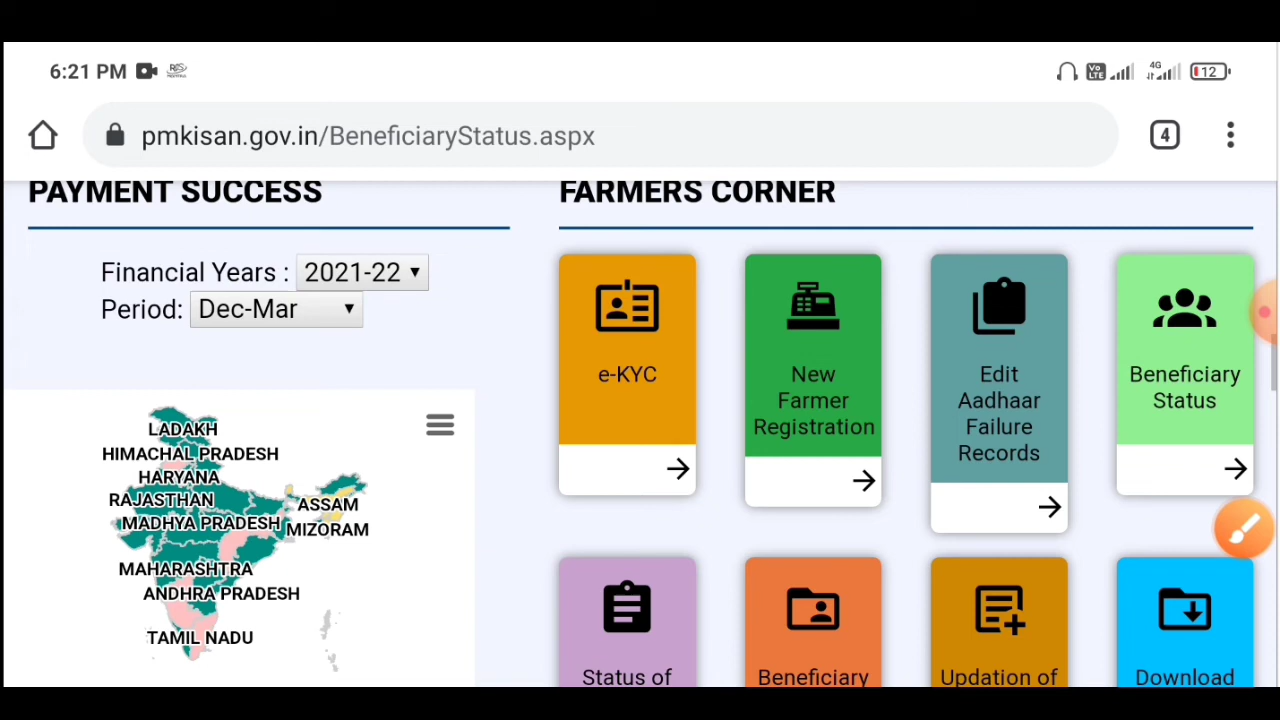 6:21 PM
Vo LTE
4G
12
pmkisan.gov.in/BeneficiaryStatus.aspx
4
PAYMENT SUCCESS
Financial Years : 2021-22
Period: Dec-Mar
LADAKH
HIMACHAL PRADESH
HARYANA
RAJASTHAN
ASSAM
MADHYA PRADESH
MIZORAM
MAHARASHTRA
ANDHRA PRADESH
TAMIL NADU
FARMERS CORNER
e-KYC
New
Farmer
Registration
Edit
Aadhaar
Failure
Records
Beneficiary
Status
Status of
Beneficiary
Updation of
Download